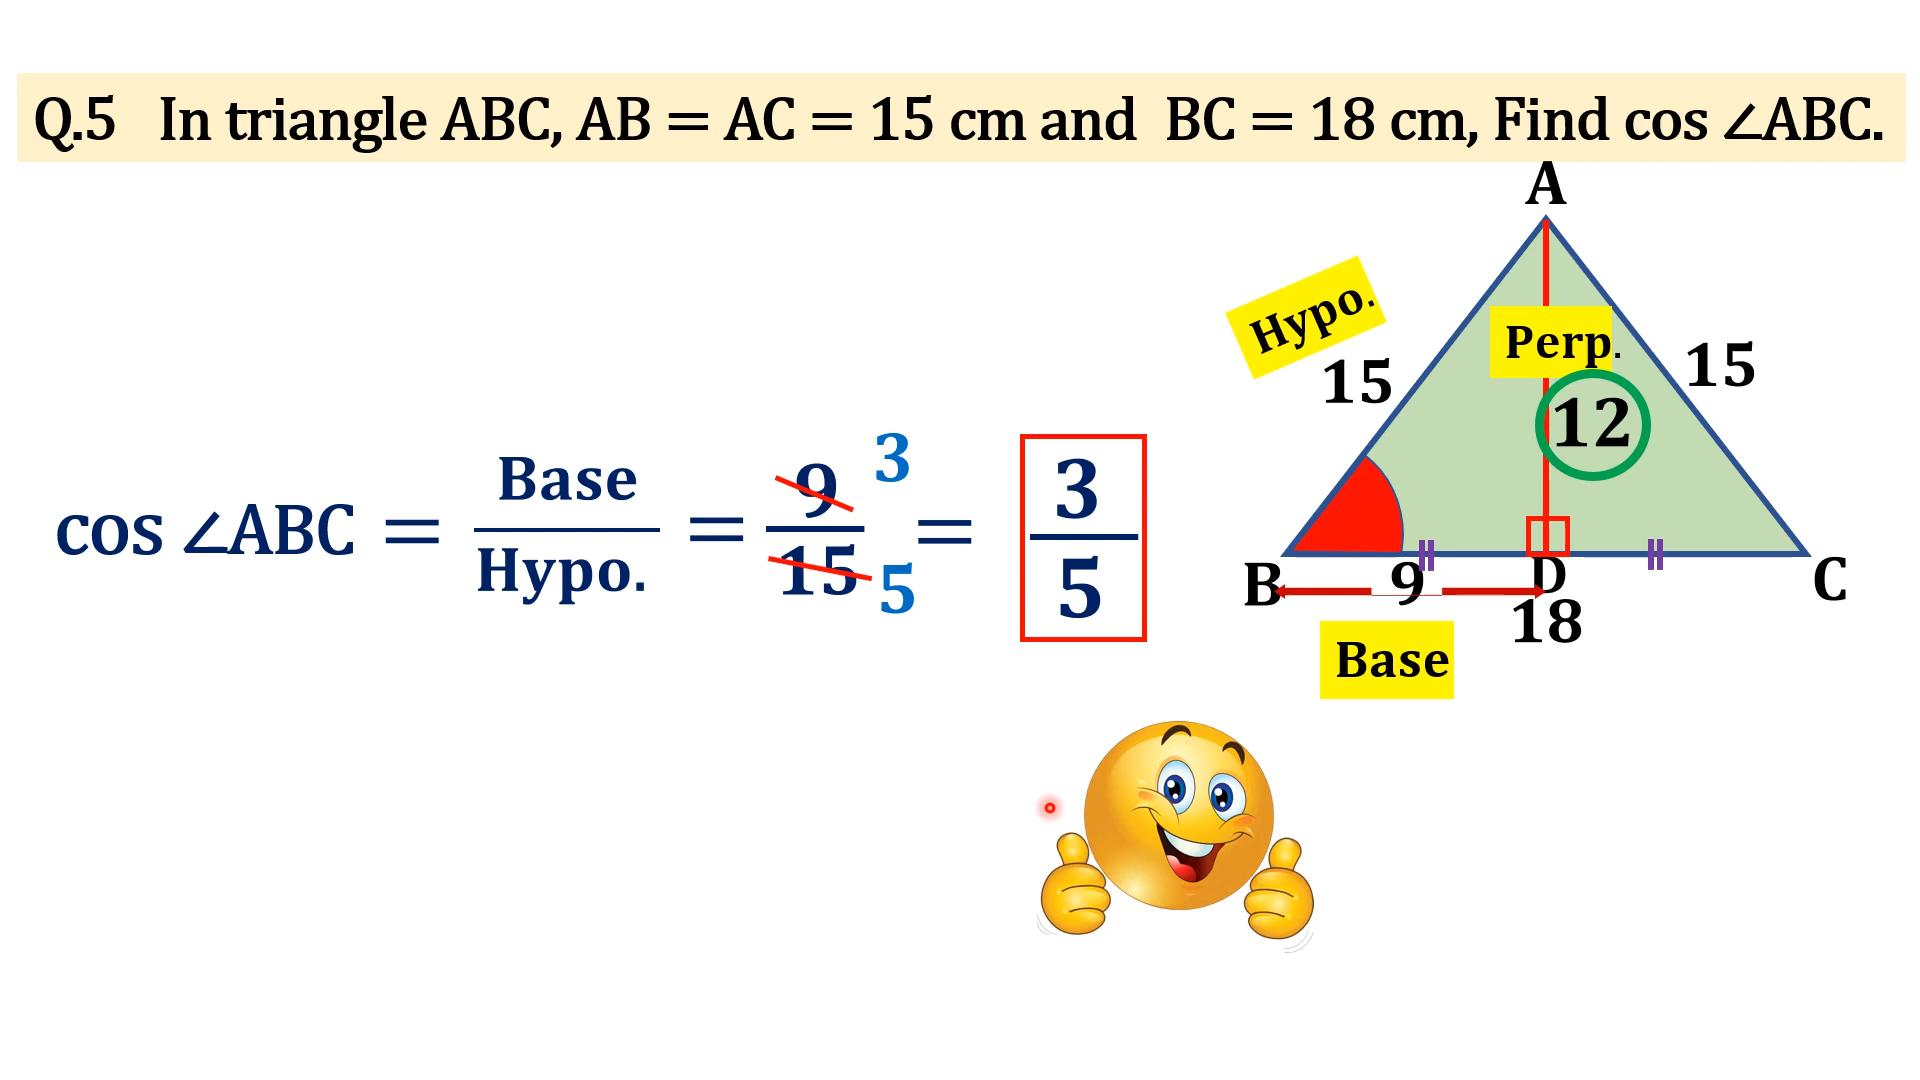 Q.5 In triangle ABC, AB = AC = 15 cm and BC = 18 cm, Find cos ∠ABC.
A
Hypo.
15
Perp.
15
12
cos ∠ABC = Base/Hypo. = 9/15 = 3/5
3
5
B
9
D
C
18
Base